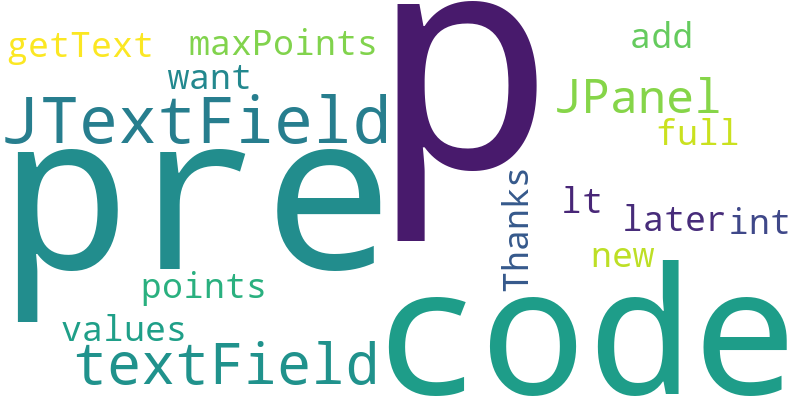 p
getText
maxPoints
add
want
JPanel
JTextField
full
pre
Thanks
lt
later
int
new
points
code
values
textField